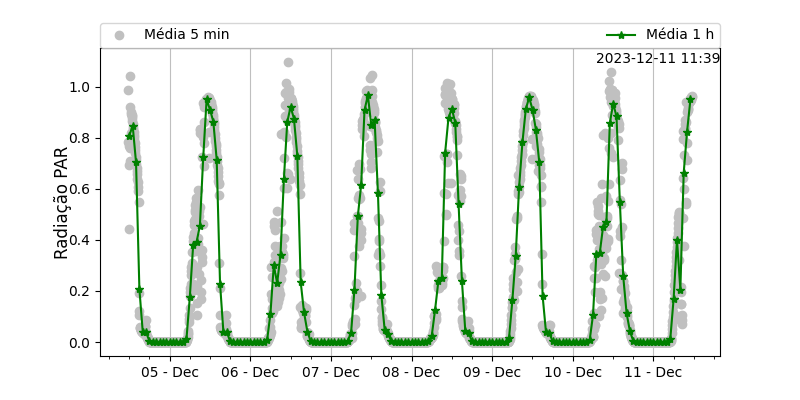 Média 5 min
Média 1 h
2023-12-11 11:39
Radiação PAR
1.0
0.8
0.6
0.4
0.2
0.0
05 - Dec
06 - Dec
07 - Dec
08 - Dec
09 - Dec
10 - Dec
11 - Dec